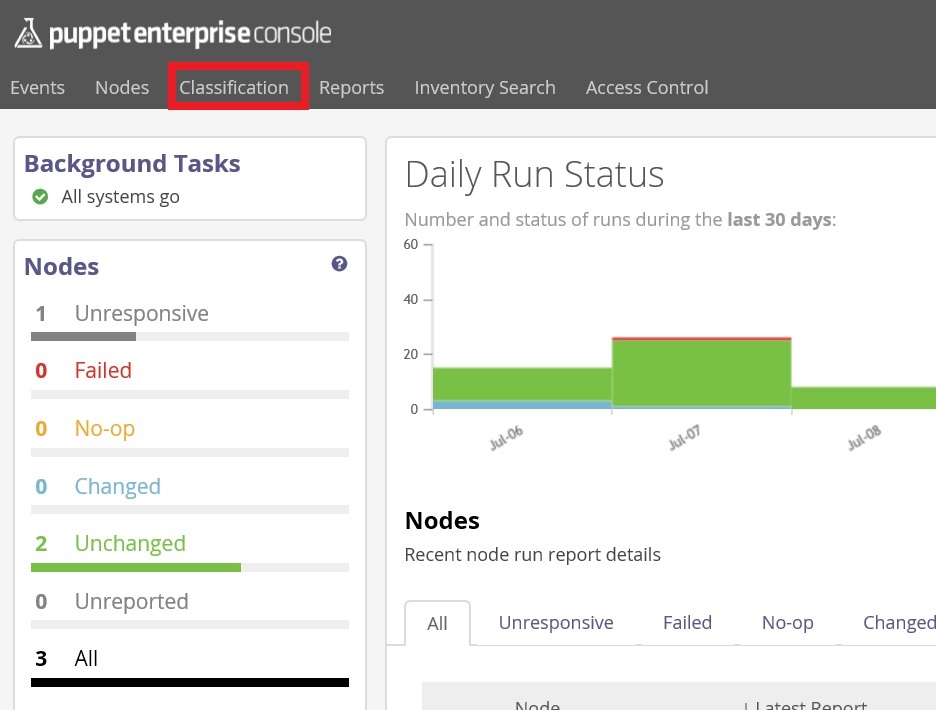 puppet enterprise console
Events Nodes Classification Reports Inventory Search Access Control
Background Tasks
All systems go
Nodes ?
1 Unresponsive
0 Failed
0 No-op
0 Changed
2 Unchanged
0 Unreported
3 All
Daily Run Status
Number and status of runs during the last 30 days:
60
40
20
0
Jul-06 Jul-07 Jul-08
Nodes
Recent node run report details
All Unresponsive Failed No-op Changed
Node ↓ Latest Report